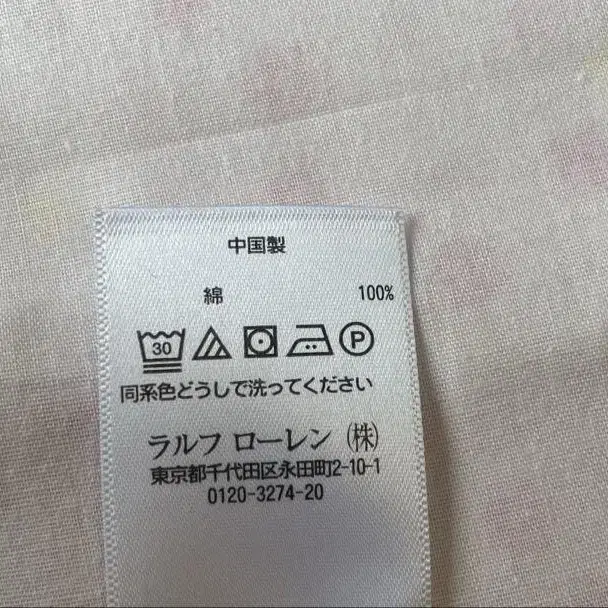 中国製
綿 100%
30 P
同系色どうしで洗ってください
ラルフ ローレン (株)
東京都千代田区永田町2-10-1
0120-3274-20